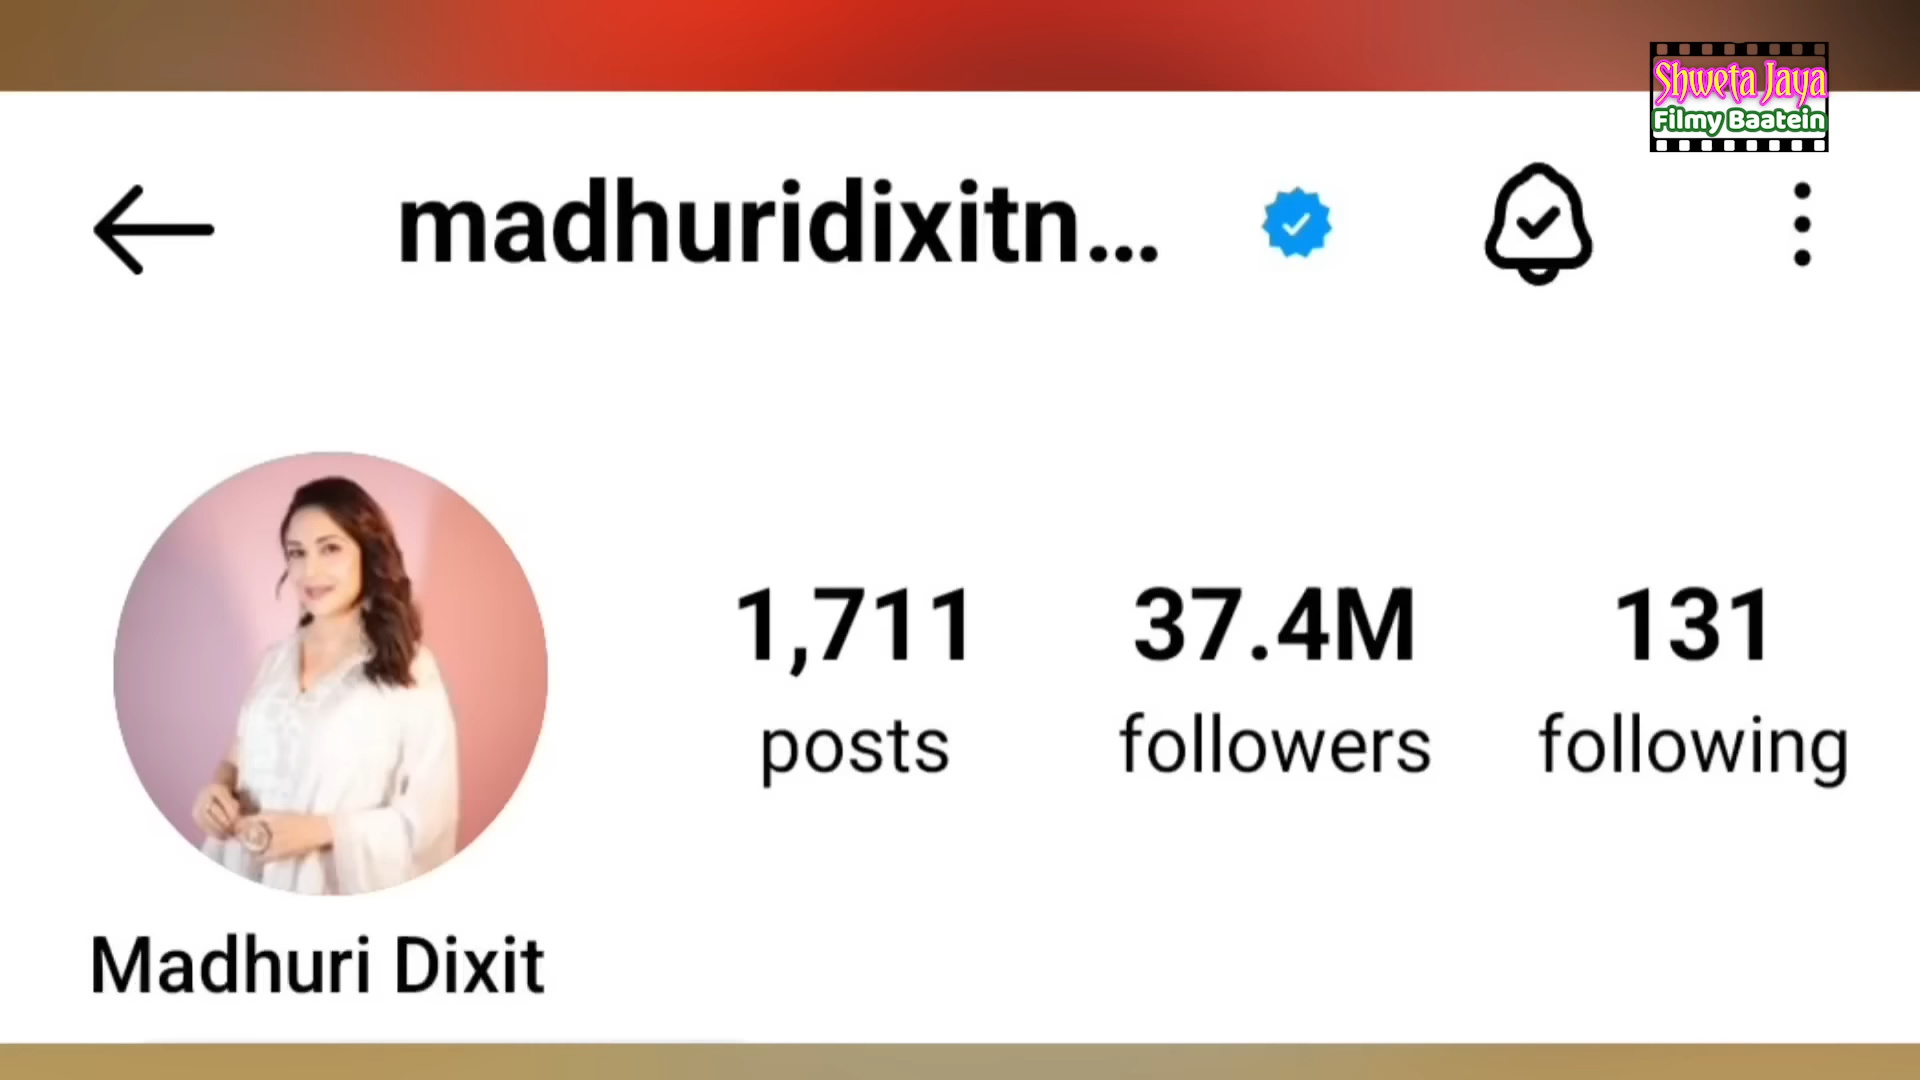 Shweta Jaya
Filmy Baatein
madhuridixitn...
1,711 37.4M 131
posts followers following
Madhuri Dixit